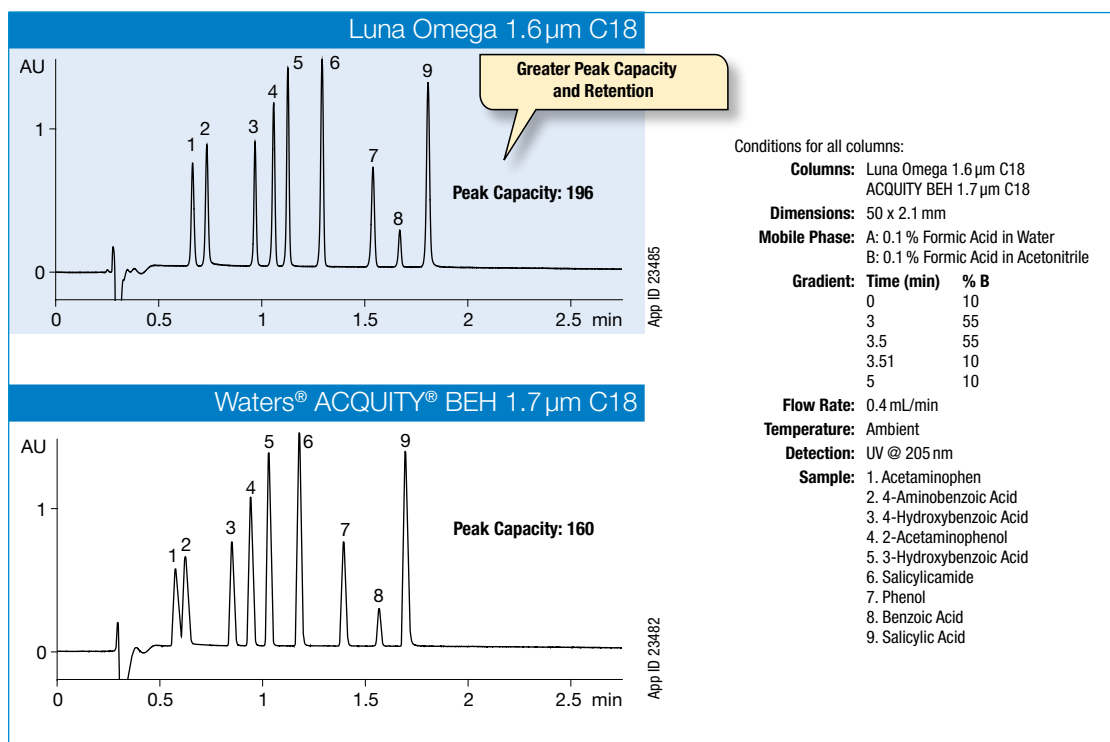 Luna Omega 1.6 µm C18
AU
1
0
1
2
3
4
5
6
7
8
9
Greater Peak Capacity
and Retention
Peak Capacity: 196
0
0.5
1
1.5
2
2.5
min
App ID 23485
Waters® ACQUITY® BEH 1.7 µm C18
AU
1
0
1
2
3
4
5
6
7
8
9
Peak Capacity: 160
0
0.5
1
1.5
2
2.5
min
App ID 23482
Conditions for all columns:
Columns: Luna Omega 1.6 µm C18
ACQUITY BEH 1.7 µm C18
Dimensions: 50 x 2.1 mm
Mobile Phase: A: 0.1 % Formic Acid in Water
B: 0.1 % Formic Acid in Acetonitrile
Gradient: Time (min) % B
0 10
3 55
3.5 55
3.51 10
5 10
Flow Rate: 0.4 mL/min
Temperature: Ambient
Detection: UV @ 205 nm
Sample: 1. Acetaminophen
2. 4-Aminobenzoic Acid
3. 4-Hydroxybenzoic Acid
4. 2-Acetaminophenol
5. 3-Hydroxybenzoic Acid
6. Salicylicamide
7. Phenol
8. Benzoic Acid
9. Salicylic Acid